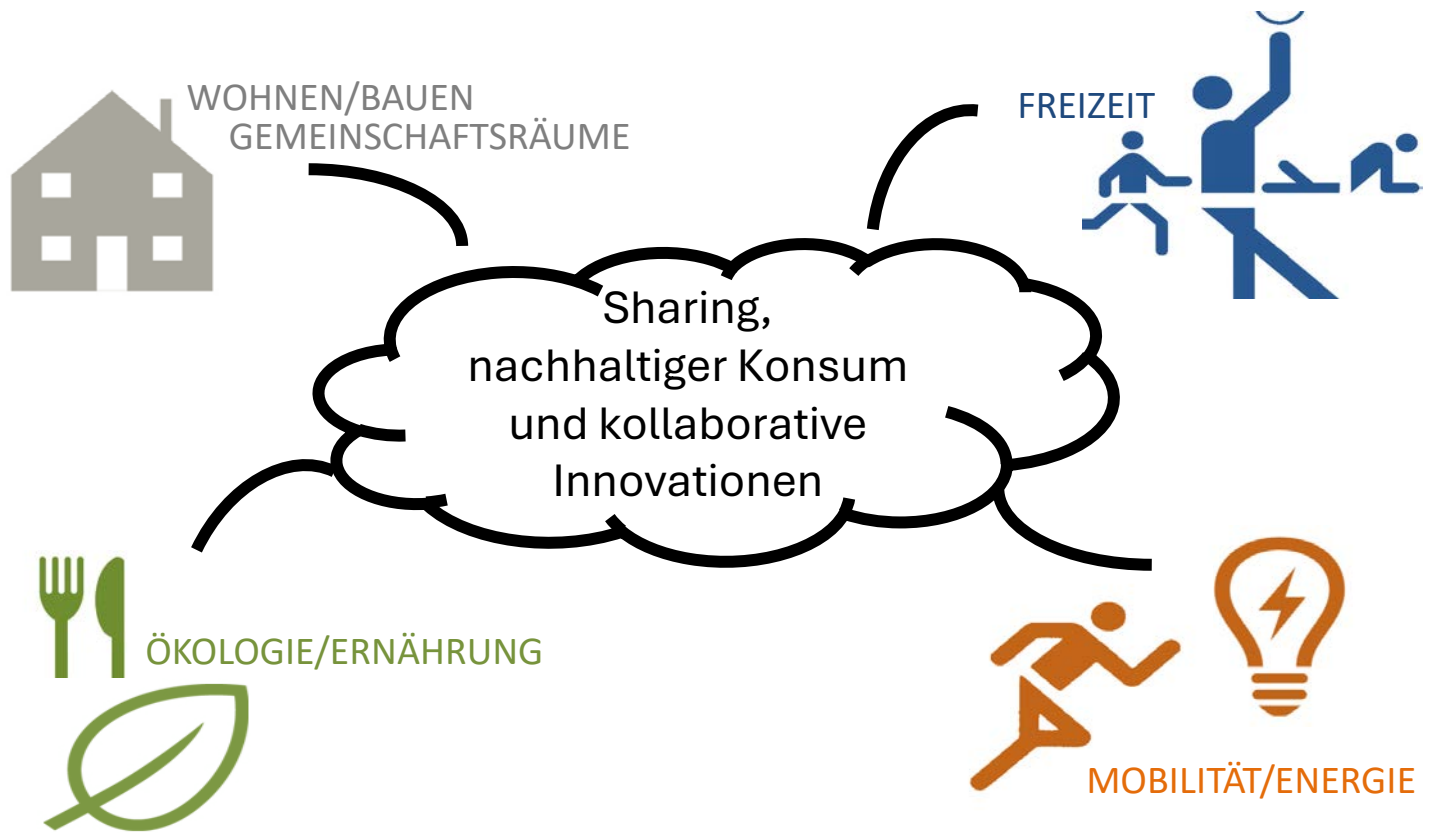 WOHNEN/BAUEN
GEMEINSCHAFTSRÄUME
FREIZEIT
Sharing,
nachhaltiger Konsum
und kollaborative
Innovationen
ÖKOLOGIE/ERNÄHRUNG
MOBILITÄT/ENERGIE